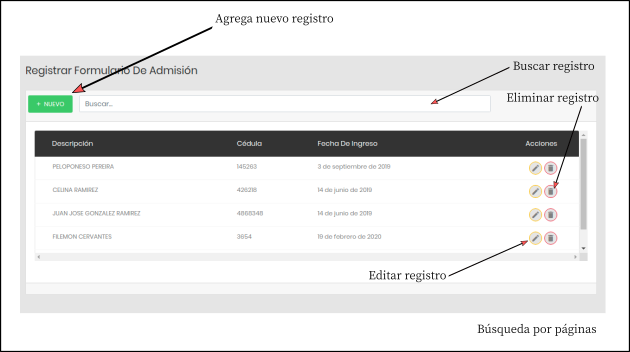 Agrega nuevo registro
Registrar Formulario De Admisión
Buscar registro
+ NUEVO
Buscar...
Eliminar registro
Descripción Cédula Fecha De Ingreso Acciones
PELOPONESO PEREIRA 145263 3 de septiembre de 2018
CELINA RAMIREZ 426218 14 de junio de 2019
JUAN JOSE GONZALEZ RAMIREZ 4868348 14 de junio de 2019
FILEMON CERVANTES 3654 19 de febrero de 2020
Editar registro
Búsqueda por páginas